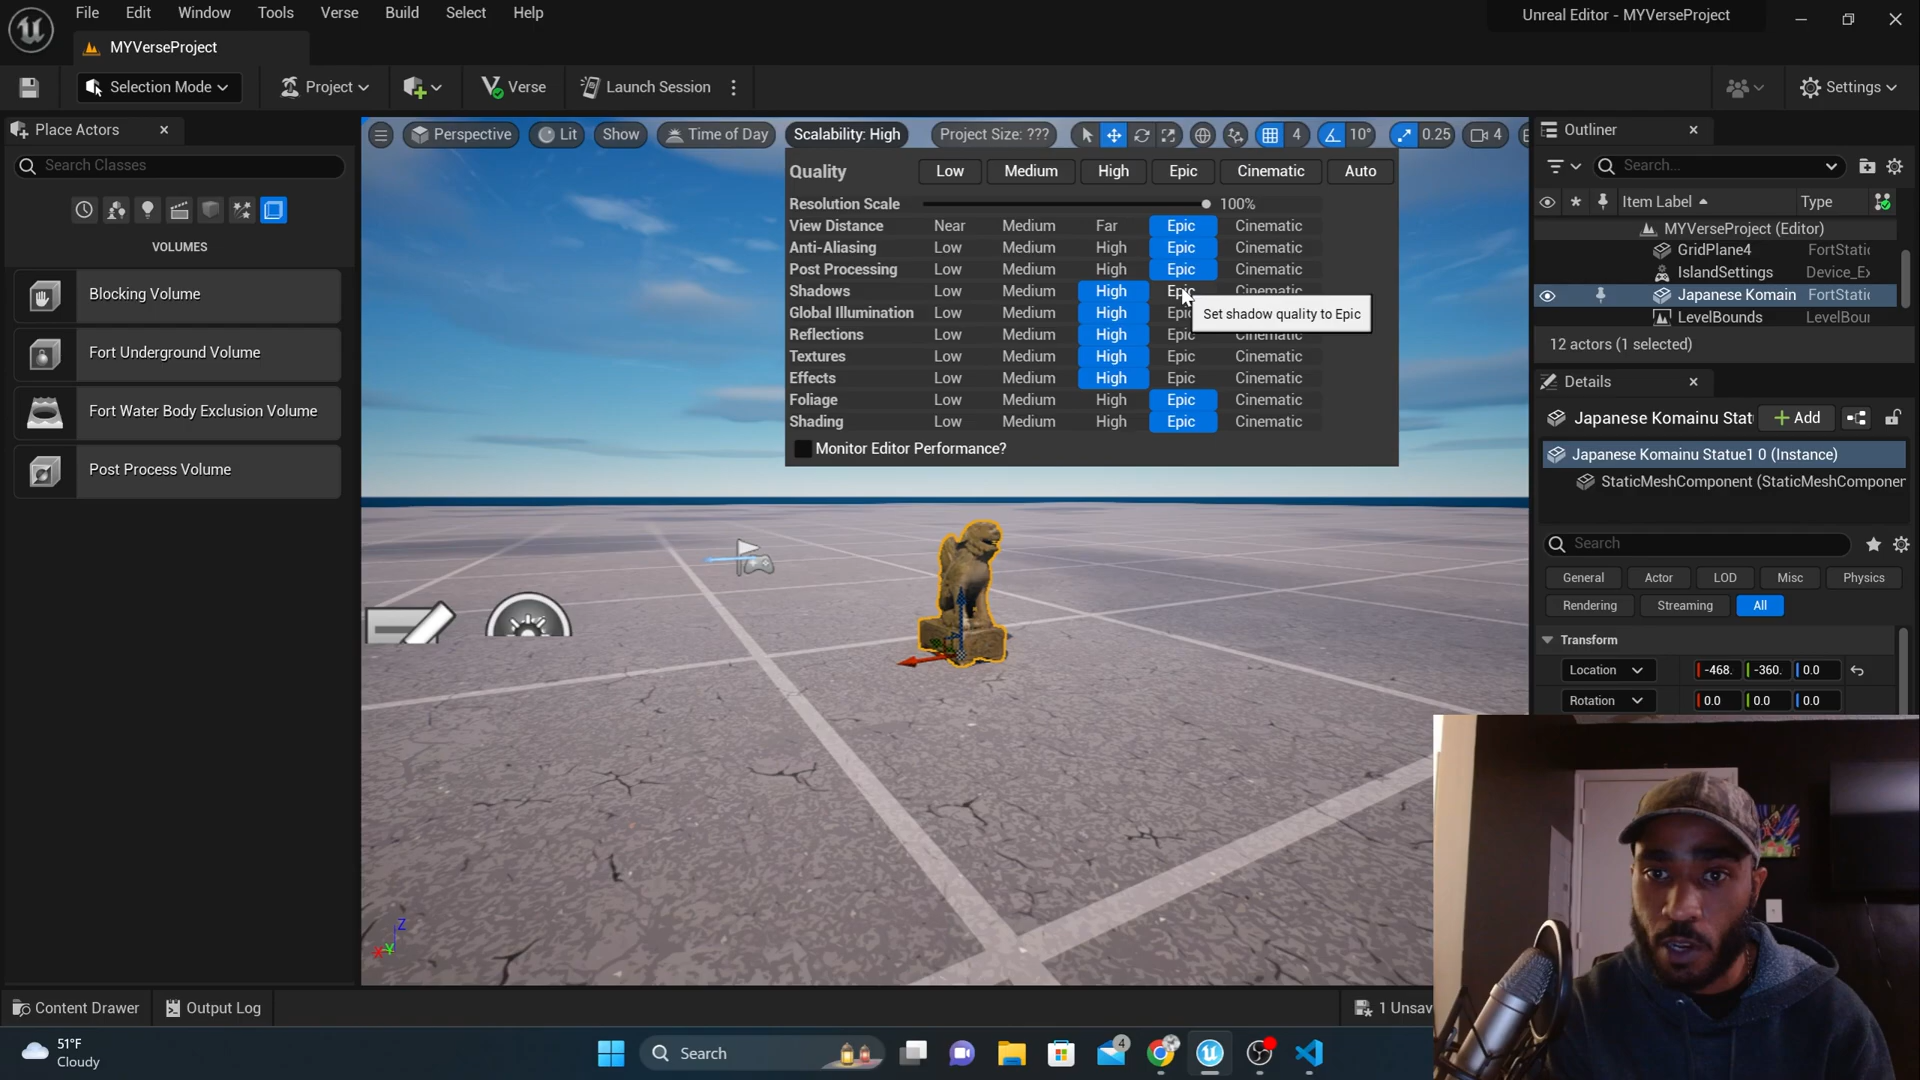 File Edit Window Tools Verse Build Select Help
Unreal Editor - MYVerseProject
MYVerseProject
Selection Mode Project Verse Launch Session Settings
Place Actors
Search Classes
VOLUMES
Blocking Volume
Fort Underground Volume
Fort Water Body Exclusion Volume
Post Process Volume
Perspective Lit Show Time of Day Scalability: High Project Size: ??? 4 10° 0.25 4
Quality Low Medium High Epic Cinematic Auto
Resolution Scale 100%
View Distance Near Medium Far Epic Cinematic
Anti-Aliasing Low Medium High Epic Cinematic
Post Processing Low Medium High Epic Cinematic
Shadows Low Medium High Epic Cinematic
Set shadow quality to Epic
Global Illumination Low Medium High Epic
Reflections Low Medium High Epic Cinematic
Textures Low Medium High Epic Cinematic
Effects Low Medium High Epic Cinematic
Foliage Low Medium High Epic Cinematic
Shading Low Medium High Epic Cinematic
Monitor Editor Performance?
Z
X Y
Outliner
Search...
Item Label Type
MYVerseProject (Editor)
GridPlane4 FortStatic
IslandSettings Device_Ex
Japanese Komain FortStatic
LevelBounds LevelBoun
12 actors (1 selected)
Details
Japanese Komainu Stat Add
Japanese Komainu Statue1 0 (Instance)
StaticMeshComponent (StaticMeshComponer
Search
General Actor LOD Misc Physics
Rendering Streaming All
Transform
Location -468. -360. 0.0
Rotation 0.0 0.0 0.0
Content Drawer Output Log 1 Unsav
51°F
Cloudy
Search
4